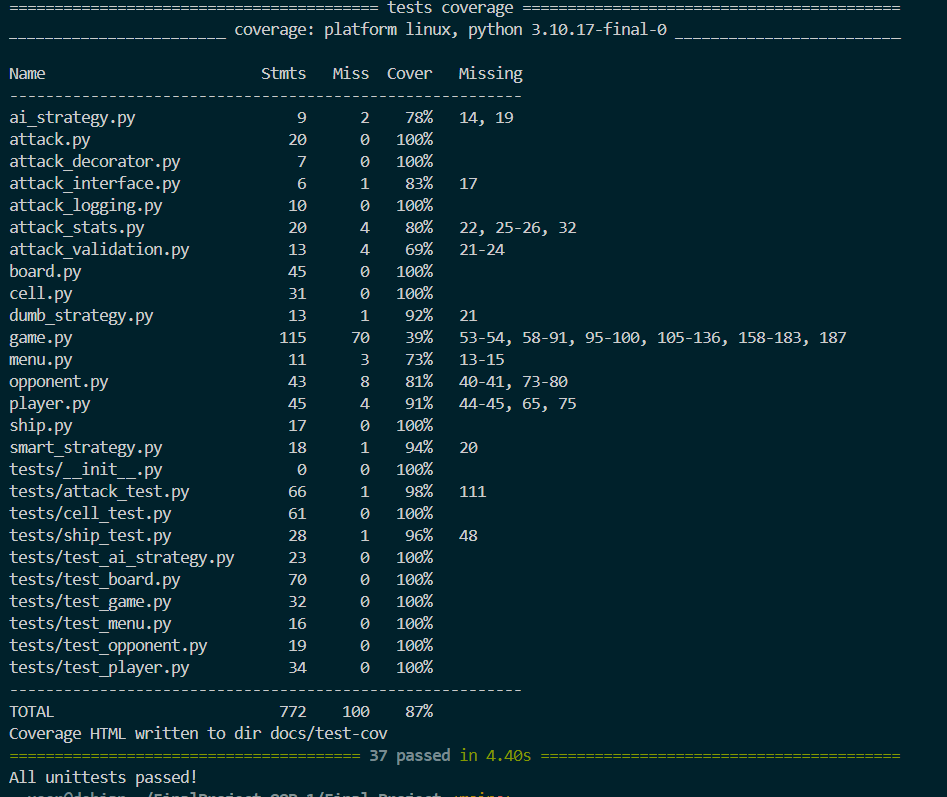 ========================================= tests coverage ==========================================
________________________ coverage: platform linux, python 3.10.17-final-0 _________________________
Name Stmts Miss Cover Missing
---------------------------------------------------------
ai_strategy.py 9 2 78% 14, 19
attack.py 20 0 100%
attack_decorator.py 7 0 100%
attack_interface.py 6 1 83% 17
attack_logging.py 10 0 100%
attack_stats.py 20 4 80% 22, 25-26, 32
attack_validation.py 13 4 69% 21-24
board.py 45 0 100%
cell.py 31 0 100%
dumb_strategy.py 13 1 92% 21
game.py 115 70 39% 53-54, 58-91, 95-100, 105-136, 158-183, 187
menu.py 11 3 73% 13-15
opponent.py 43 8 81% 40-41, 73-80
player.py 45 4 91% 44-45, 65, 75
ship.py 17 0 100%
smart_strategy.py 18 1 94% 20
tests/__init__.py 0 0 100%
tests/attack_test.py 66 1 98% 111
tests/cell_test.py 61 0 100%
tests/ship_test.py 28 1 96% 48
tests/test_ai_strategy.py 23 0 100%
tests/test_board.py 70 0 100%
tests/test_game.py 32 0 100%
tests/test_menu.py 16 0 100%
tests/test_opponent.py 19 0 100%
tests/test_player.py 34 0 100%
---------------------------------------------------------
TOTAL 772 100 87%
Coverage HTML written to dir docs/test-cov
======================================= 37 passed in 4.40s ========================================
All unittests passed!